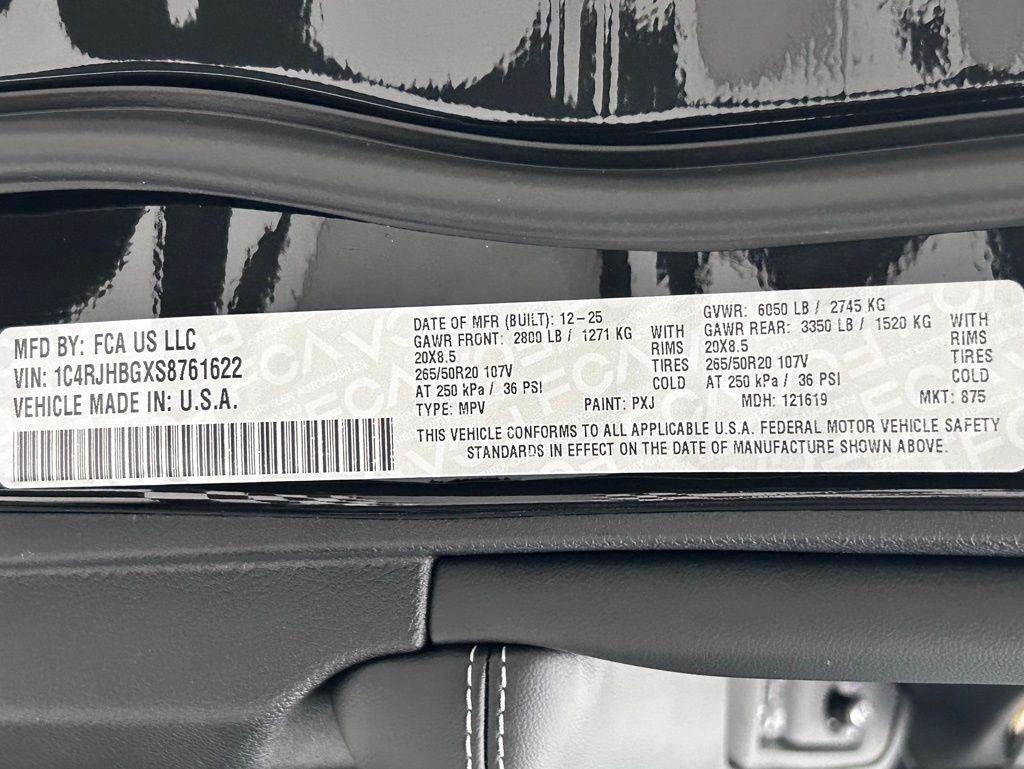 MFD BY: FCA US LLC
VIN: 1C4RJHBGXS8761622
VEHICLE MADE IN: U.S.A.
DATE OF MFR (BUILT): 12-25
GAWR FRONT: 2800 LB / 1271 KG
20X8.5
265/50R20 107V
AT 250 kPa / 36 PSI
WITH
RIMS
TIRES
COLD
TYPE: MPV
PAINT: PXJ
GVWR: 6050 LB / 2745 KG
GAWR REAR: 3350 LB / 1520 KG
20X8.5
265/50R20 107V
AT 250 kPa / 36 PSI
WITH
RIMS
TIRES
COLD
MDH: 121619
MKT: 875
THIS VEHICLE CONFORMS TO ALL APPLICABLE U.S.A. FEDERAL MOTOR VEHICLE SAFETY
STANDARDS IN EFFECT ON THE DATE OF MANUFACTURE SHOWN ABOVE.